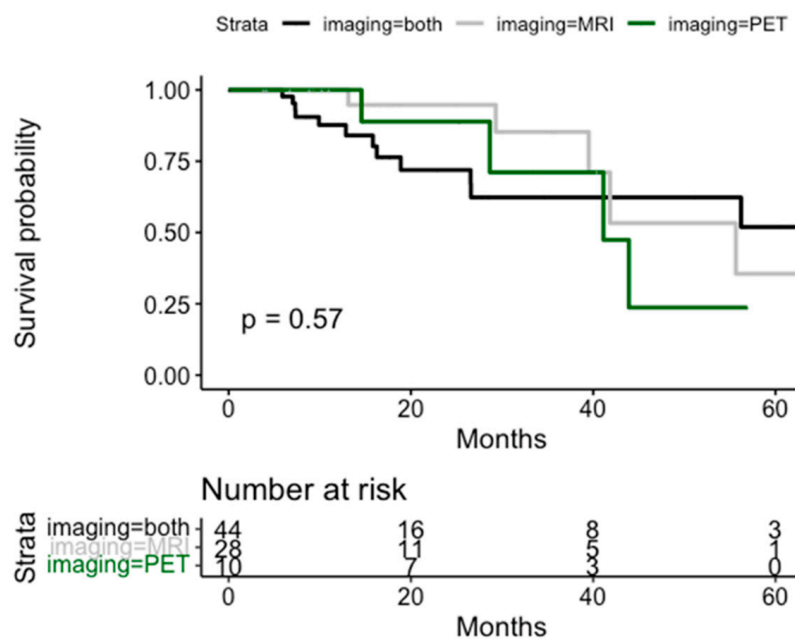 Strata imaging=both imaging=MRI imaging=PET
Survival probability
1.00
0.75
0.50
0.25
0.00
p = 0.57
0 20 40 60
Months
Number at risk
Strata
imaging=both 44 16 8 3
imaging=MRI 28 11 5 1
imaging=PET 10 7 3 0
0 20 40 60
Months